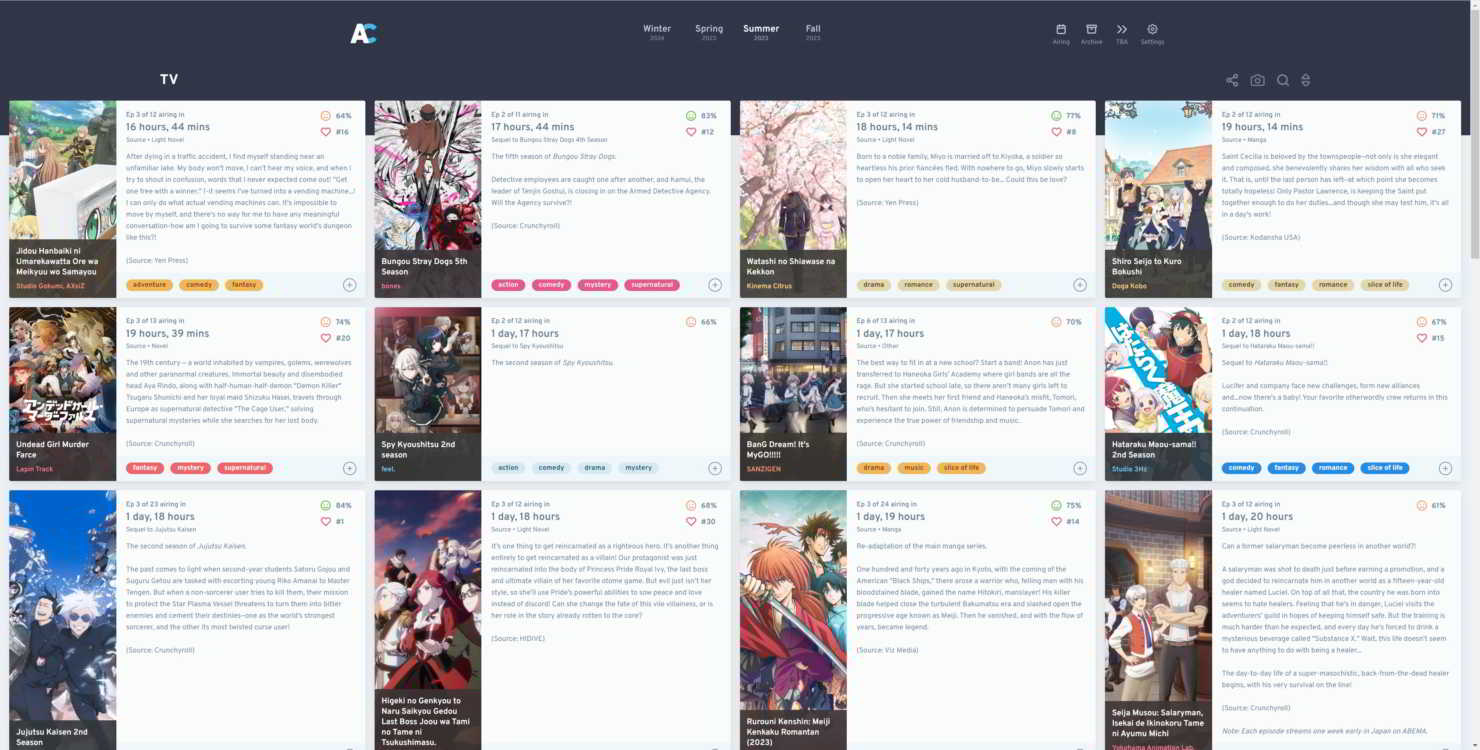 AC
Winter Spring Summer Fall
2024 2023 2023 2023
Airing Archive TBA Settings
TV
Ep 3 of 12 airing in
64%
16 hours, 44 mins
#16
Source • Light Novel
After dying in a traffic accident, I find myself standing near an
unfamiliar lake. My body won't move, I can't hear my voice, and when I
try to shout in confusion, words that I never expected come out! "Get
one free with a winner." I-it seems I've turned into a vending machine...!
I can only do what actual vending machines can. It's impossible to
move by myself, and there's no way for me to have any meaningful
conversation–how am I going to survive some fantasy world's dungeon
like this?!
(Source: Yen Press)
Jidou Hanbaiki ni
Umarekawatta Ore wa
Meikyuu wo Samayou
Studio Gokumi, AXsiZ
adventure comedy fantasy
Ep 2 of 11 airing in
83%
17 hours, 44 mins
#12
Sequel to Bungou Stray Dogs 4th Season
The fifth season of Bungou Stray Dogs.
Detective employees are caught one after another, and Kamui, the
leader of Tenjin Goshui, is closing in on the Armed Detective Agency.
Will the Agency survive?!
(Source: Crunchyroll)
Bungou Stray Dogs 5th
Season
bones
action comedy mystery supernatural
Ep 3 of 12 airing in
77%
18 hours, 14 mins
#8
Source • Light Novel
Born to a noble family, Miyo is married off to Kiyoka, a soldier so
heartless his prior fiancées fled. With nowhere to go, Miyo slowly starts
to open her heart to her cold husband-to-be... Could this be love?
(Source: Yen Press)
Watashi no Shiawase na
Kekkon
Kinema Citrus
drama romance supernatural
Ep 2 of 12 airing in
71%
19 hours, 14 mins
#27
Source • Manga
Saint Cecilia is beloved by the townspeople–not only is she elegant
and composed, she benevolently shares her wisdom with all who seek
it. That is, until the last person has left–at which point she becomes
totally hopeless! Only Pastor Lawrence, is keeping the Saint put
together enough to do her duties...and though she may test him, it's all
in a day's work!
(Source: Kodansha USA)
Shiro Seijo to Kuro
Bokushi
Doga Kobo
comedy fantasy romance slice of life
Ep 3 of 13 airing in
74%
19 hours, 39 mins
#20
Source • Novel
The 19th century – a world inhabited by vampires, golems, werewolves
and other paranormal creatures. Immortal beauty and disembodied
head Aya Rindo, along with half-human-half-demon "Demon Killer"
Tsugaru Shunichi and her loyal maid Shizuku Hasei, travels through
Europe as supernatural detective "The Cage User," solving
supernatural mysteries while she searches for her lost body.
(Source: Crunchyroll)
アンデッドガール
マーダーファルス
Undead Girl Murder
Farce
Lapin Track
fantasy mystery supernatural
Ep 2 of 12 airing in
66%
1 day, 17 hours
Sequel to Spy Kyoushitsu
The second season of Spy Kyoushitsu.
Spy Kyoushitsu 2nd
season
feel.
action comedy drama mystery
Ep 6 of 13 airing in
70%
1 day, 17 hours
Source • Other
The best way to fit in at a new school? Start a band! Anon has just
transferred to Haneoka Girls' Academy where girl bands are all the
rage. But she started school late, so there aren't many girls left to
recruit. Then she meets her first friend and Haneoka's misfit, Tomori,
who's hesitant to join. Still, Anon is determined to persuade Tomori and
experience the true power of friendship and music.
(Source: Crunchyroll)
BanG Dream! It's
MyGO!!!!!
SANZIGEN
drama music slice of life
Ep 2 of 12 airing in
67%
1 day, 18 hours
#15
Sequel to Hataraku Maou-sama!!
Sequel to Hataraku Maou-sama!!
Lucifer and company face new challenges, form new alliances
and...now there's a baby! Your favorite otherwordly crew returns in this
continuation.
(Source: Crunchyroll)
はたらく魔王
Hataraku Maou-sama!!
2nd Season
Studio 3Hz
comedy fantasy romance slice of life
Ep 3 of 23 airing in
84%
1 day, 18 hours
#1
Sequel to Jujutsu Kaisen
The second season of Jujutsu Kaisen.
The past comes to light when second-year students Satoru Gojou and
Suguru Getou are tasked with escorting young Riko Amanai to Master
Tengen. But when a non-sorcerer user tries to kill them, their mission
to protect the Star Plasma Vessel threatens to turn them into bitter
enemies and cement their destinies–one as the world's strongest
sorcerer, and the other its most twisted curse user!
(Source: Crunchyroll)
Jujutsu Kaisen 2nd
Season
Ep 3 of 12 airing in
68%
1 day, 18 hours
#30
Source • Light Novel
It's one thing to get reincarnated as a righteous hero. It's another thing
entirely to get reincarnated as a villain! Our protagonist was just
reincarnated into the body of Princess Pride Royal Ivy, the last boss
and ultimate villain of her favorite otome game. But evil just isn't her
style, so she'll use Pride's powerful abilities to sow peace and love
instead of discord! Can she change the fate of this vile villainess, or is
her role in the story already rotten to the core?
(Source: HIDIVE)
Higeki no Genkyou to
Naru Saikyou Gedou
Last Boss Joou wa Tami
no Tame ni
Tsukushimasu.
Ep 3 of 24 airing in
75%
1 day, 19 hours
#14
Source • Manga
Re-adaptation of the main manga series.
One hundred and forty years ago in Kyoto, with the coming of the
American "Black Ships," there arose a warrior who, felling men with his
bloodstained blade, gained the name Hitokiri, manslayer! His killer
blade helped close the turbulent Bakumatsu era and slashed open the
progressive age known as Meiji. Then he vanished, and with the flow of
years, became legend.
(Source: Viz Media)
Rurouni Kenshin: Meiji
Kenkaku Romantan
(2023)
Ep 3 of 12 airing in
61%
1 day, 20 hours
Source • Light Novel
Can a former salaryman become peerless in another world?!
A salaryman was shot to death just before earning a promotion, and a
god decided to reincarnate him in another world as a fifteen-year-old
healer named Luciel. On top of all that, the country he was born into
seems to hate healers. Feeling that he's in danger, Luciel visits the
adventurers' guild in hopes of keeping himself safe. But the training is
much harder than he expected, and every day he's forced to drink a
mysterious beverage called "Substance X." Wait, this life doesn't seem
to have anything to do with being a healer...
The day-to-day life of a super-masochistic, back-from-the-dead healer
begins, with his very survival on the line!
(Source: Crunchyroll)
Note: Each episode streams one week early in Japan on ABEMA.
Seija Musou: Salaryman,
Isekai de Ikinokoru Tame
ni Ayumu Michi
Yokohama Animation Lab,